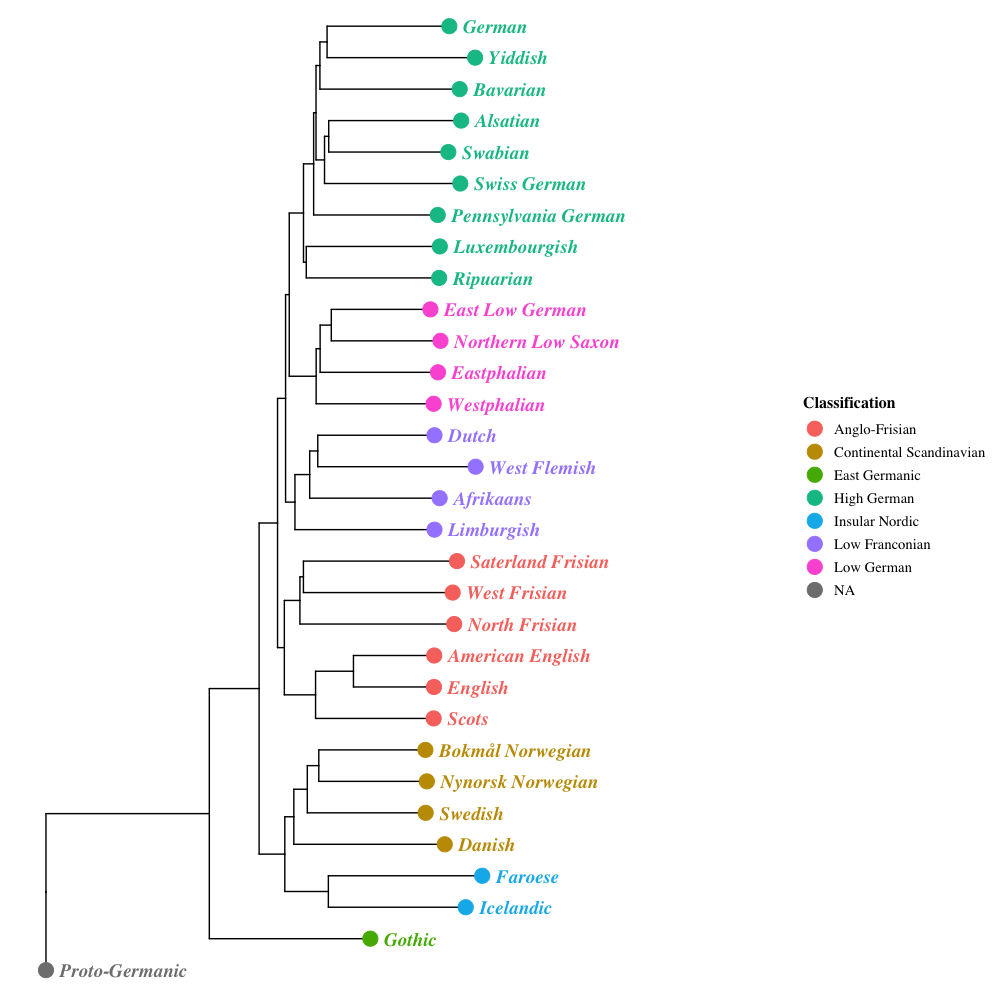 German
Yiddish
Bavarian
Alsatian
Swabian
Swiss German
Pennsylvania German
Luxembourgish
Ripuarian
East Low German
Northern Low Saxon
Eastphalian
Westphalian
Dutch
West Flemish
Afrikaans
Limburgish
Saterland Frisian
West Frisian
North Frisian
American English
English
Scots
Bokmål Norwegian
Nynorsk Norwegian
Swedish
Danish
Faroese
Icelandic
Gothic
Proto-Germanic
Classification
Anglo-Frisian
Continental Scandinavian
East Germanic
High German
Insular Nordic
Low Franconian
Low German
NA